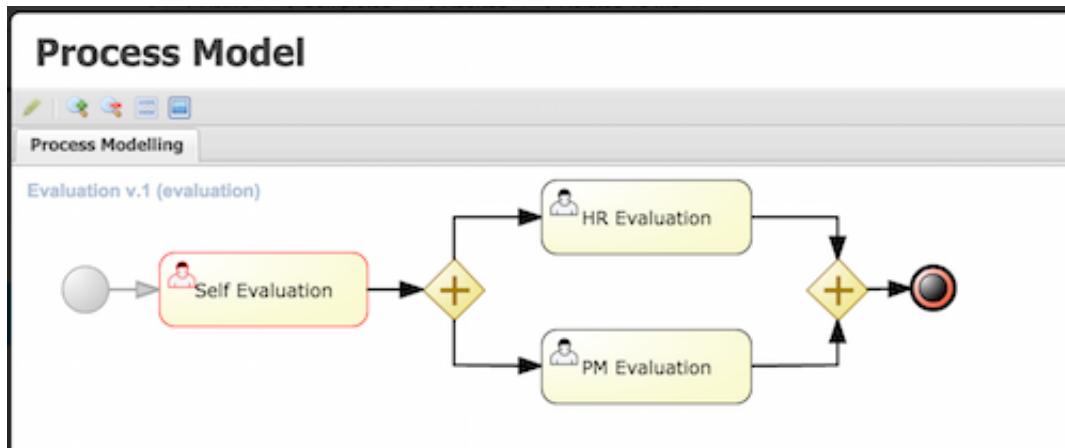 Process Model
Process Modelling
Evaluation v.1 (evaluation)
HR Evaluation
Self Evaluation
PM Evaluation